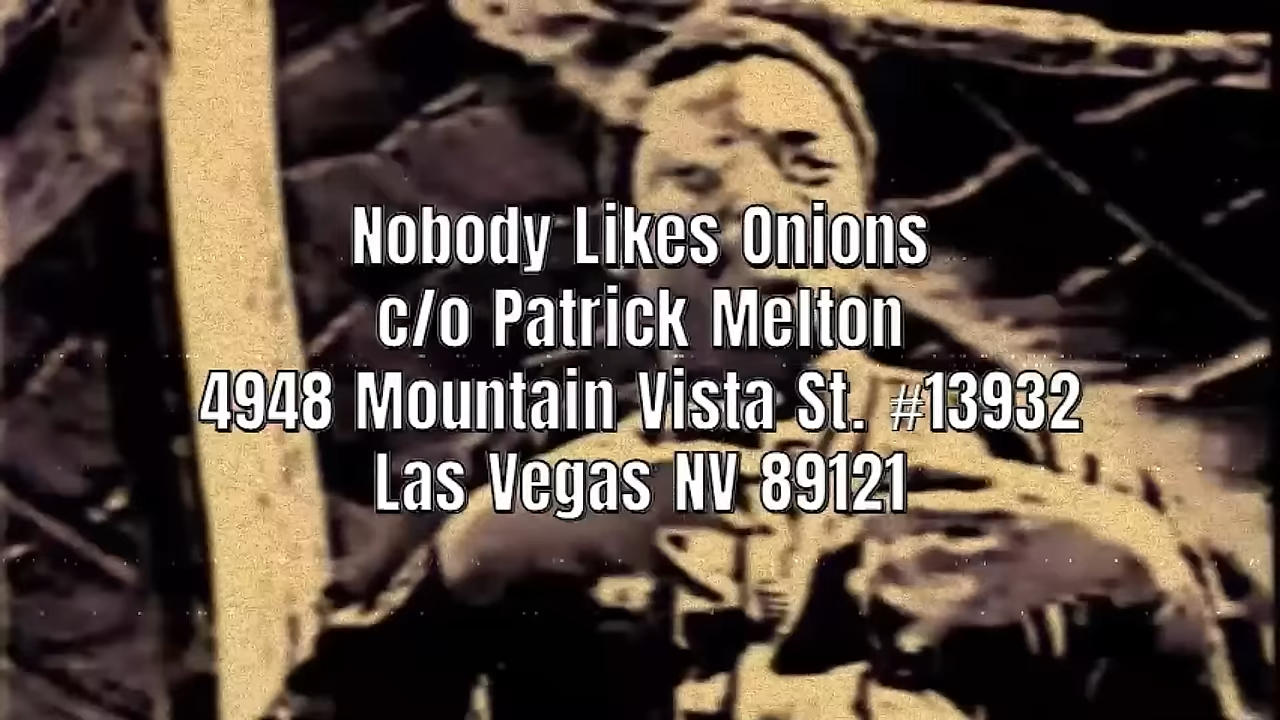 Nobody Likes Onions
c/o Patrick Melton
4948 Mountain Vista St. #13932
Las Vegas NV 89121